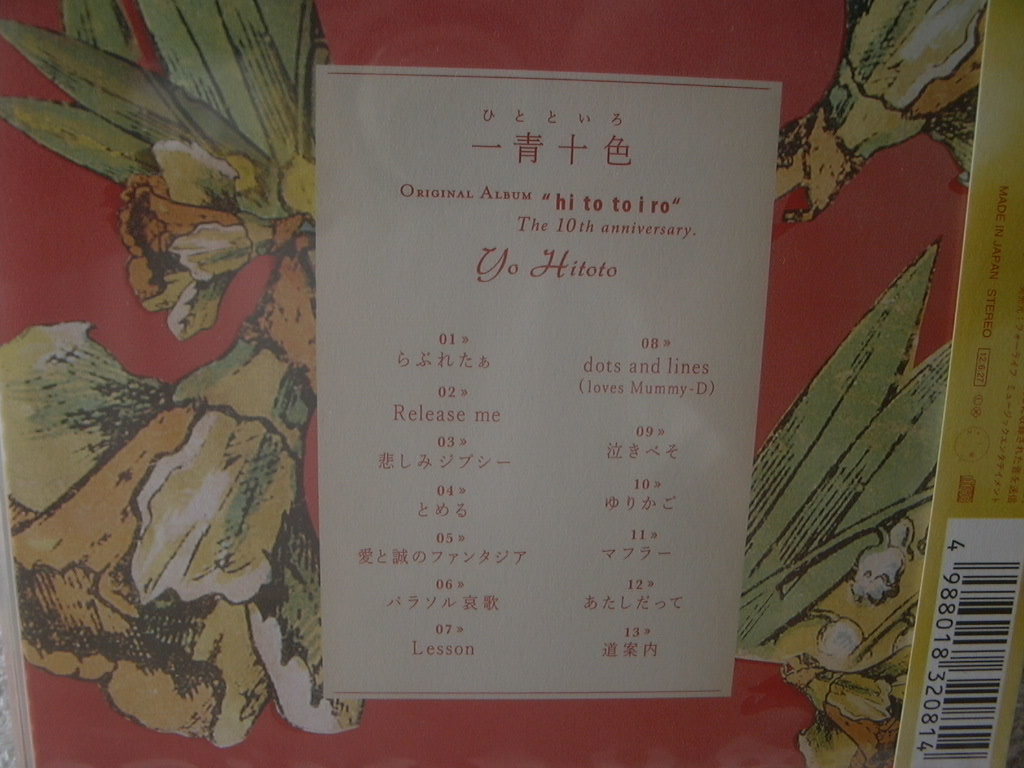 ひとといろ
一青十色
ORIGINAL ALBUM "hi to to i ro"
The 10th anniversary.
Yo Hitoto
01»
らぶれたぁ
02»
Release me
03»
悲しみジプシー
04»
とめる
05»
愛と誠のファンタジア
06»
パラソル哀歌
07»
Lesson
08»
dots and lines
(loves Mummy-D)
09»
泣きべそ
10»
ゆりかご
11»
マフラー
12»
あたしだって
13»
道案内
MADE IN JAPAN STEREO
12.6.27
4 988018 320814